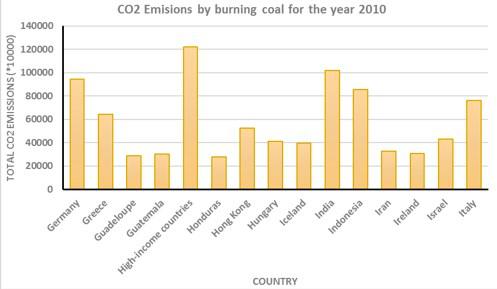 CO2 Emisions by burning coal for the year 2010
TOTAL CO2 EMISSIONS (*10000)
140000
120000
100000
80000
60000
40000
20000
0
Germany
Greece
Guadeloupe
Guatemala
High-income countries
Honduras
Hong Kong
Hungary
Iceland
India
Indonesia
Iran
Ireland
Israel
Italy
COUNTRY